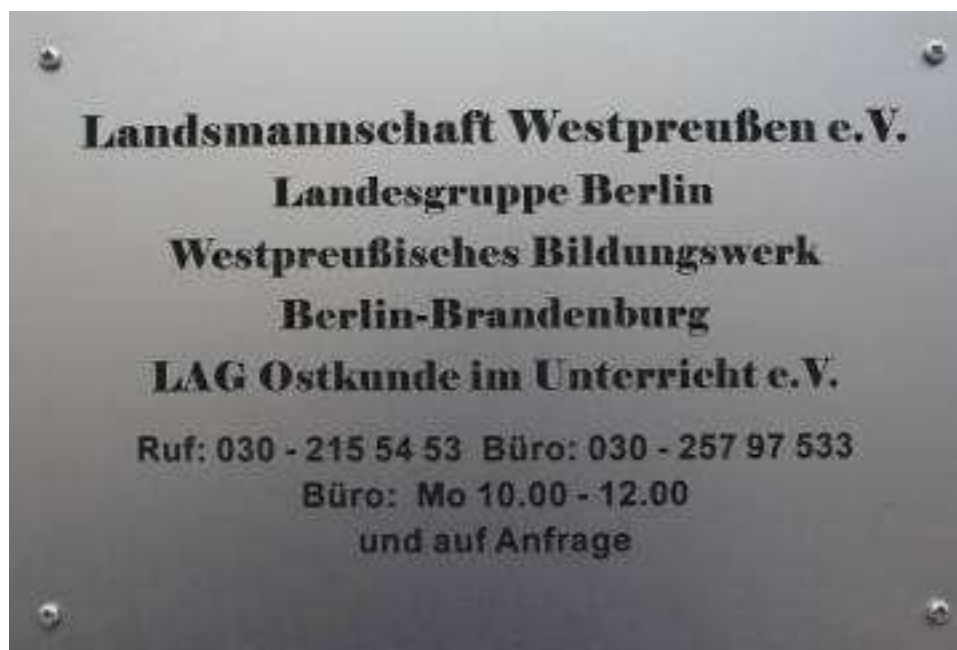 Landsmannschaft Westpreußen e.V.
Landesgruppe Berlin
Westpreußisches Bildungswerk
Berlin-Brandenburg
LAG Ostkunde im Unterricht e.V.
Ruf: 030 - 215 54 53 Büro: 030 - 257 97 533
Büro: Mo 10.00 - 12.00
und auf Anfrage